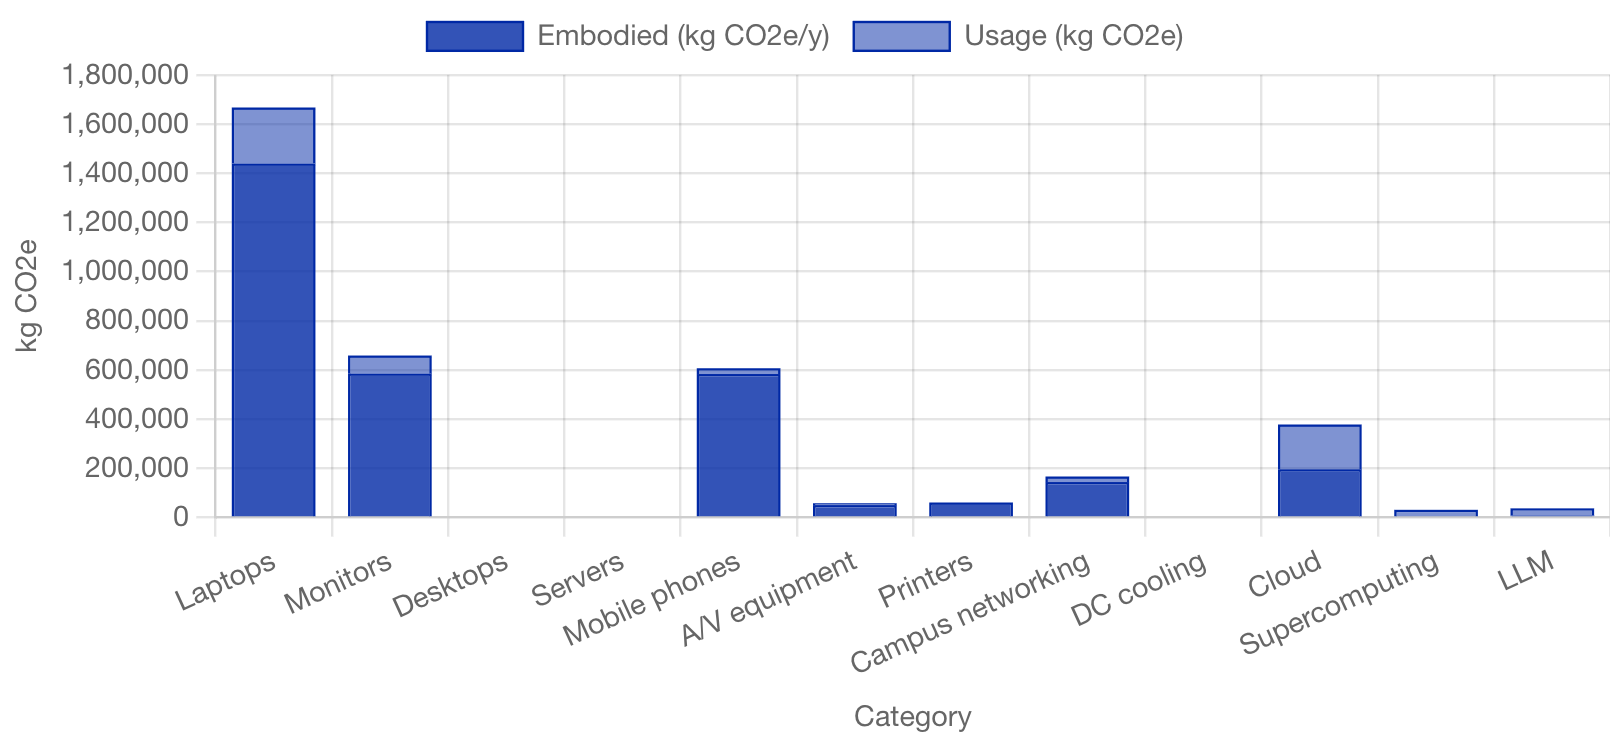 Embodied (kg CO2e/y) Usage (kg CO2e)
1,800,000
1,600,000
1,400,000
1,200,000
1,000,000
800,000
600,000
400,000
200,000
0
kg CO2e
Laptops
Monitors
Desktops
Servers
Mobile phones
A/V equipment
Printers
Campus networking
DC cooling
Cloud
Supercomputing
LLM
Category